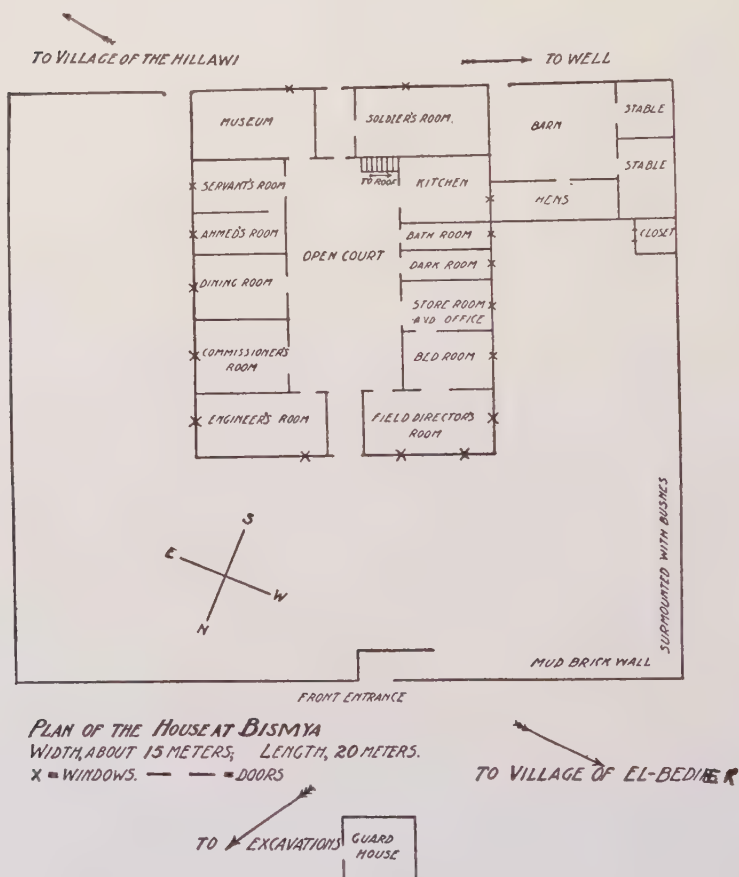 TO VILLAGE OF THE HILLAWI
TO WELL
MUSEUM
SOLDIER'S ROOM.
BARM
STABLE
STABLE
SERVANT'S ROOM
TO ROOF
KITCHEN
MENS
AHMED'S ROOM
OPEN COURT
BATH ROOM
CLOSET
DARK ROOM
DINING ROOM
STORE ROOM
AND OFFICE
COMMISSIONER'S
ROOM
BED ROOM
ENGINEER'S ROOM
FIELD DIRECTOR'S
ROOM
S
E
W
N
SURMOUNTED WITH BUSHES
MUD BRICK WALL
FRONT ENTRANCE
PLAN OF THE HOUSE AT BISMYA
WIDTH, ABOUT 15 METERS; LENGTH, 20 METERS.
X = WINDOWS. — — — = DOORS
TO VILLAGE OF EL-BEDIEER
TO EXCAVATIONS
GUARD
HOUSE